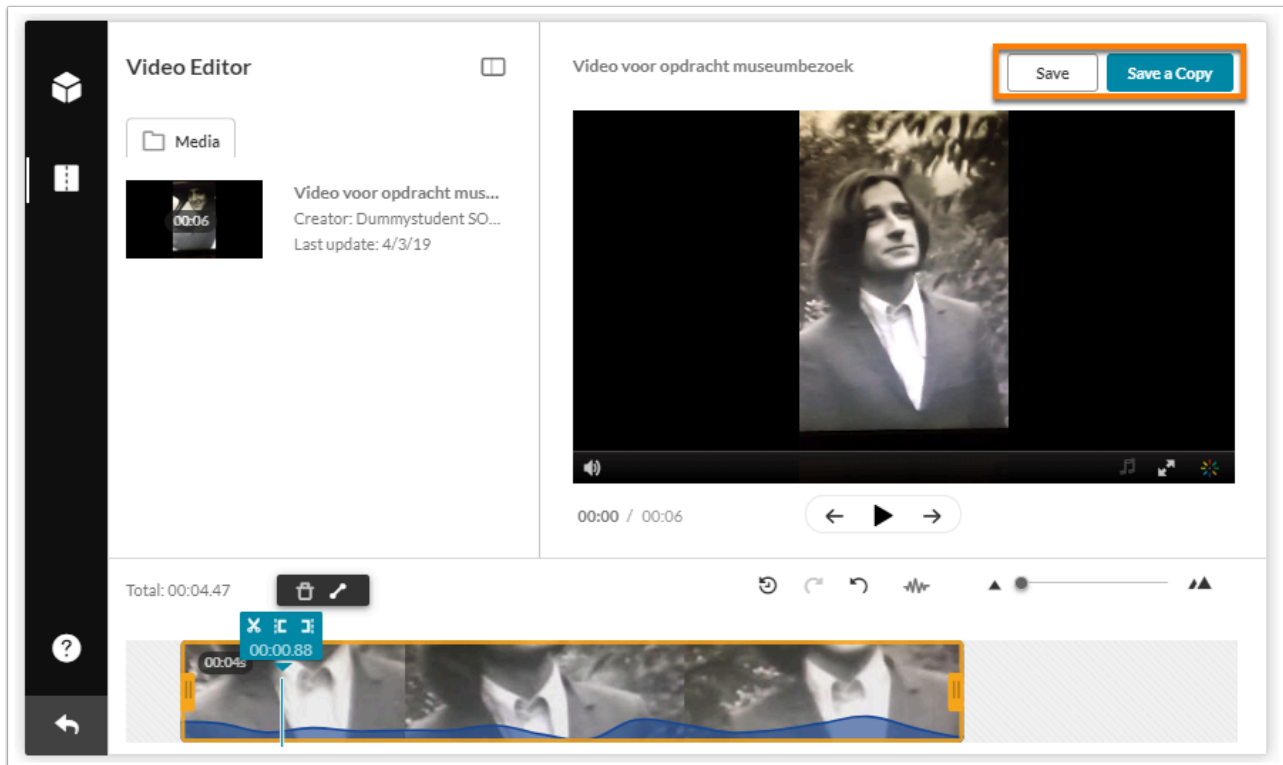 Video Editor
Media
00:06
Video voor opdracht mus...
Creator: Dummystudent SO...
Last update: 4/3/19
Video voor opdracht museumbezoek
Save
Save a Copy
00:00 / 00:06
Total: 00:04.47
00:00.88
00:04s
?